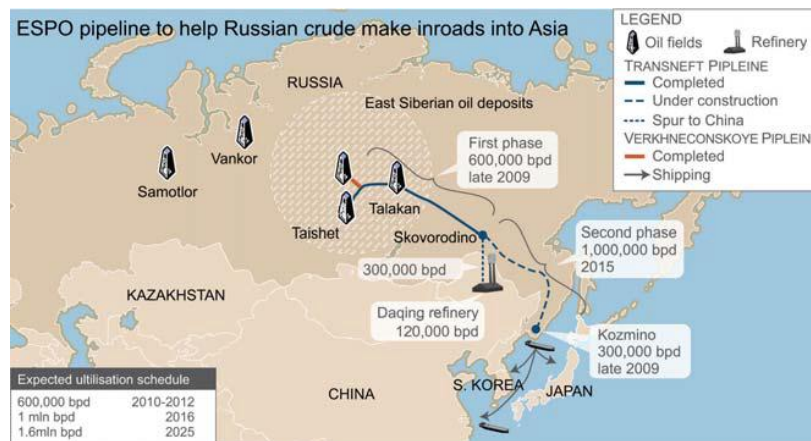 ESPO pipeline to help Russian crude make inroads into Asia
LEGEND
Oil fields
Refinery
TRANSNEFT PIPLEINE
Completed
Under construction
Spur to China
VERKHNECONSKOYE PIPLEIN
Completed
Shipping
RUSSIA
East Siberian oil deposits
Vankor
Samotlor
First phase
600,000 bpd
late 2009
Talakan
Taishet
Skovorodino
Second phase
1,000,000 bpd
2015
300,000 bpd
KAZAKHSTAN
Daqing refinery
120,000 bpd
Kozmino
300,000 bpd
late 2009
S. KOREA
JAPAN
CHINA
Expected ultilisation schedule
600,000 bpd 2010-2012
1 mln bpd 2016
1.6mln bpd 2025